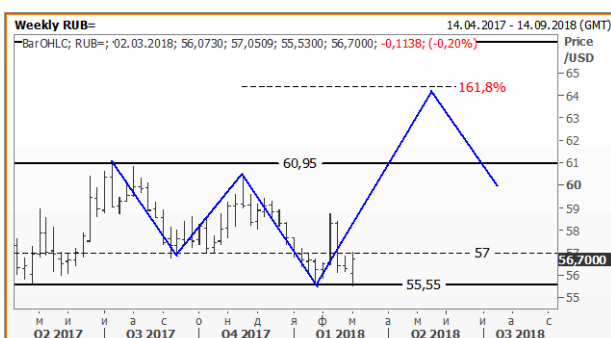 Weekly RUB=
14.04.2017 - 14.09.2018 (GMT)
BarOHLC; RUB=; 02.03.2018; 56,0730; 57,0509; 55,5300; 56,7000; -0,1138; (-0,20%)
Price
/USD
65
161,8%
64
63
62
60,95
61
60
59
58
57
57
56,7000
56
55,55
55
м и и а с о н д я ф м а м и и а с
Q2 2017 Q3 2017 Q4 2017 Q1 2018 Q2 2018 Q3 2018